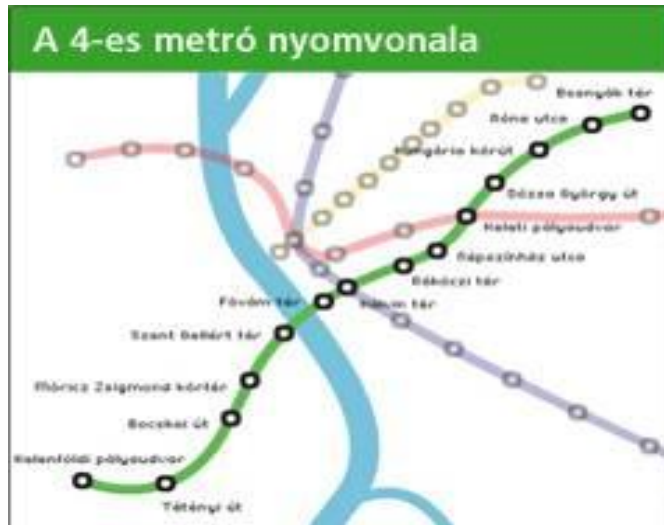 A 4-es metró nyomvonala
Bosnyák tér
Róna utca
Hungária körút
Dózsa György út
Keleti pályaudvar
Népszínház utca
Rákóczi tér
Kálvin tér
Fővám tér
Szent Gellért tér
Móricz Zsigmond körtér
Bocskai út
Kelenföldi pályaudvar
Tétényi út